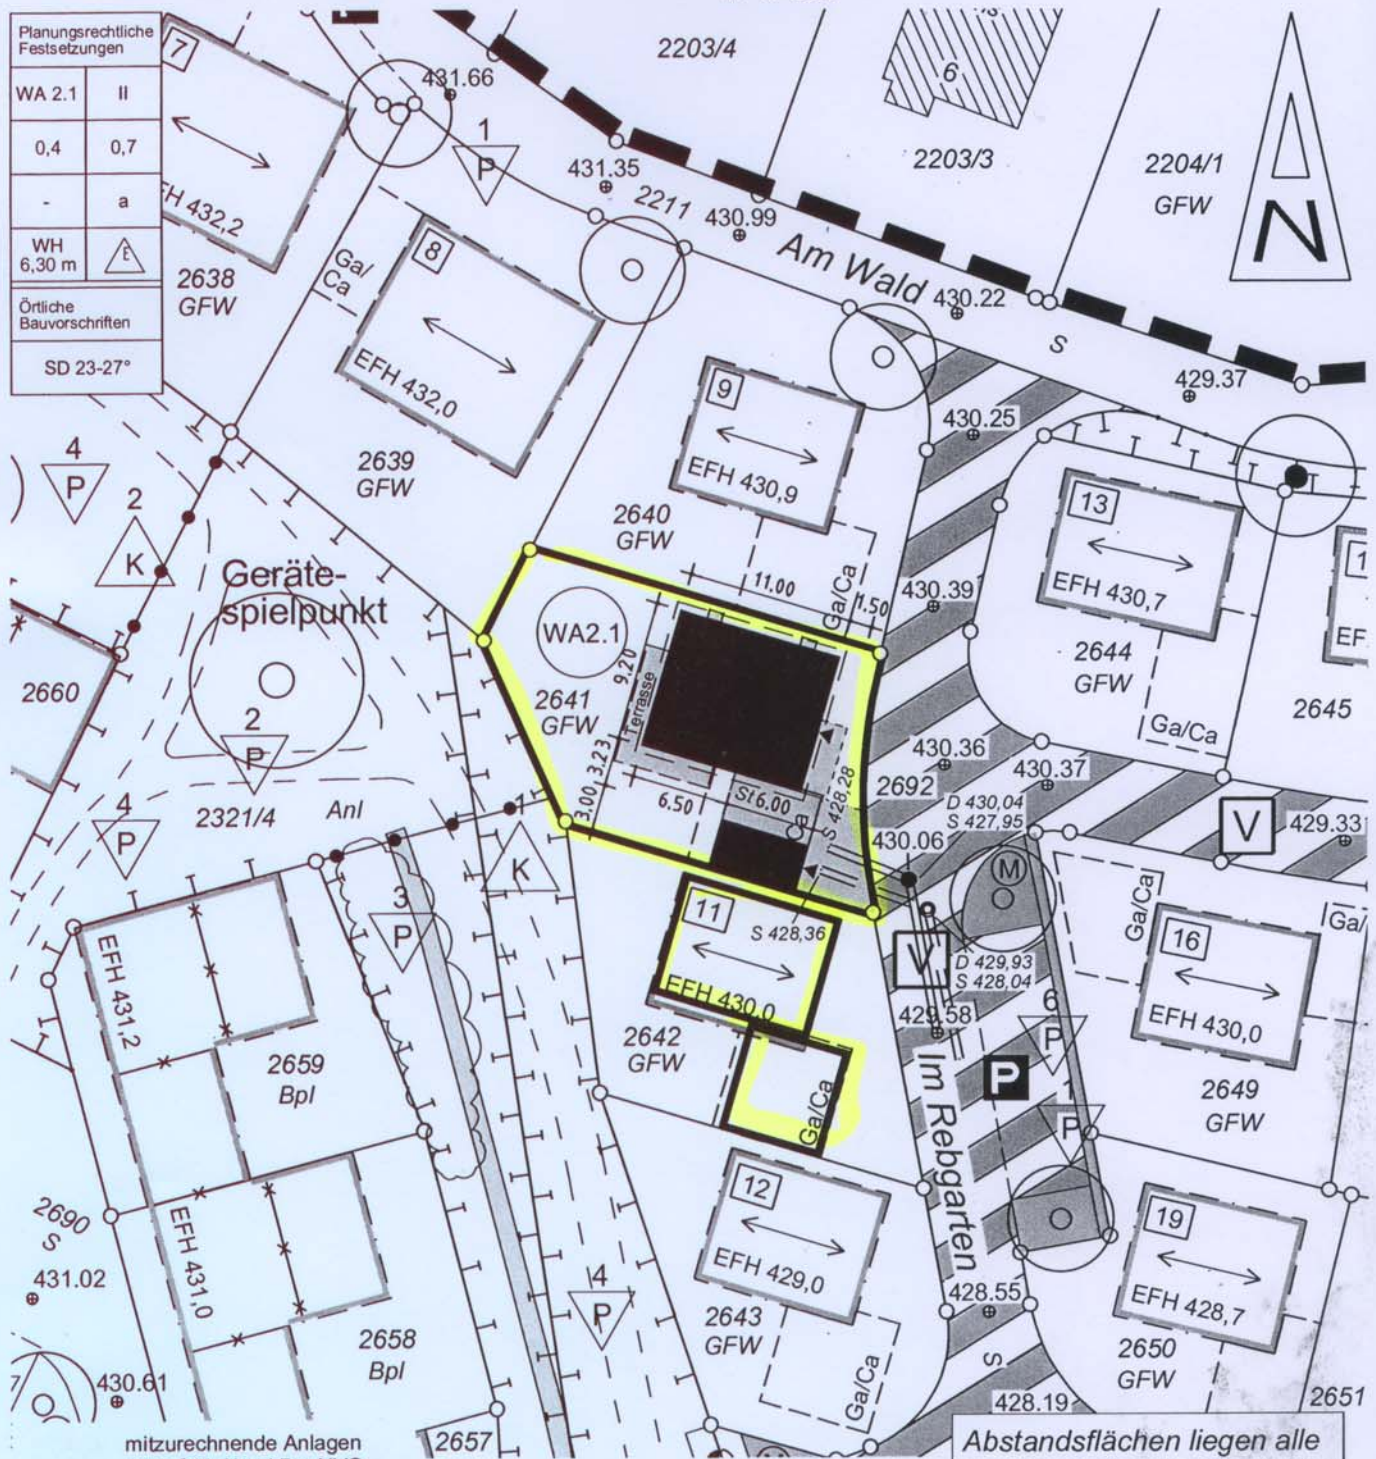 Planungsrechtliche
Festsetzungen
WA 2.1 II
0,4 0,7
- a
WH
6,30 m
E
Örtliche
Bauvorschriften
SD 23-27°
7
EFH 432,2
2638
GFW
431.66
1
P
2203/4
6
2203/3
2204/1
GFW
N
431.35
2211
430.99
Am Wald
430.22
S
429.37
Ga/
Ca
8
EFH 432,0
2639
GFW
9
EFH 430,9
2640
GFW
430.25
13
EFH 430,7
2644
GFW
Ga/Ca
2645
4
P
2
K
Geräte-
spielpunkt
2660
2
P
2321/4
Anl
4
P
WA2.1
2641
GFW
11.00
1.50
Ga/Ca
9.20
Terrasse
3.23
3.00
6.50
St 6.00
Ca
S 428,28
430.39
430.36
2692
430.37
D 430,04
S 427,95
430.06
M
V
429.33
1
K
3
P
11
S 428,36
EFH 430,0
2642
GFW
Ga/Ca
V
D 429,93
S 428,04
429.58
6
P
P
1
P
Im Rebgarten
Ga/Ca
Ga/
16
EFH 430,0
2649
GFW
EFH 431,2
2659
Bpl
2690
S
431.02
EFH 431,0
2658
Bpl
430.61
4
P
12
EFH 429,0
2643
GFW
Ga/Ca
428.55
S
428.19
19
EFH 428,7
2650
GFW
2651
mitzurechnende Anlagen
2657
Abstandsflächen liegen alle